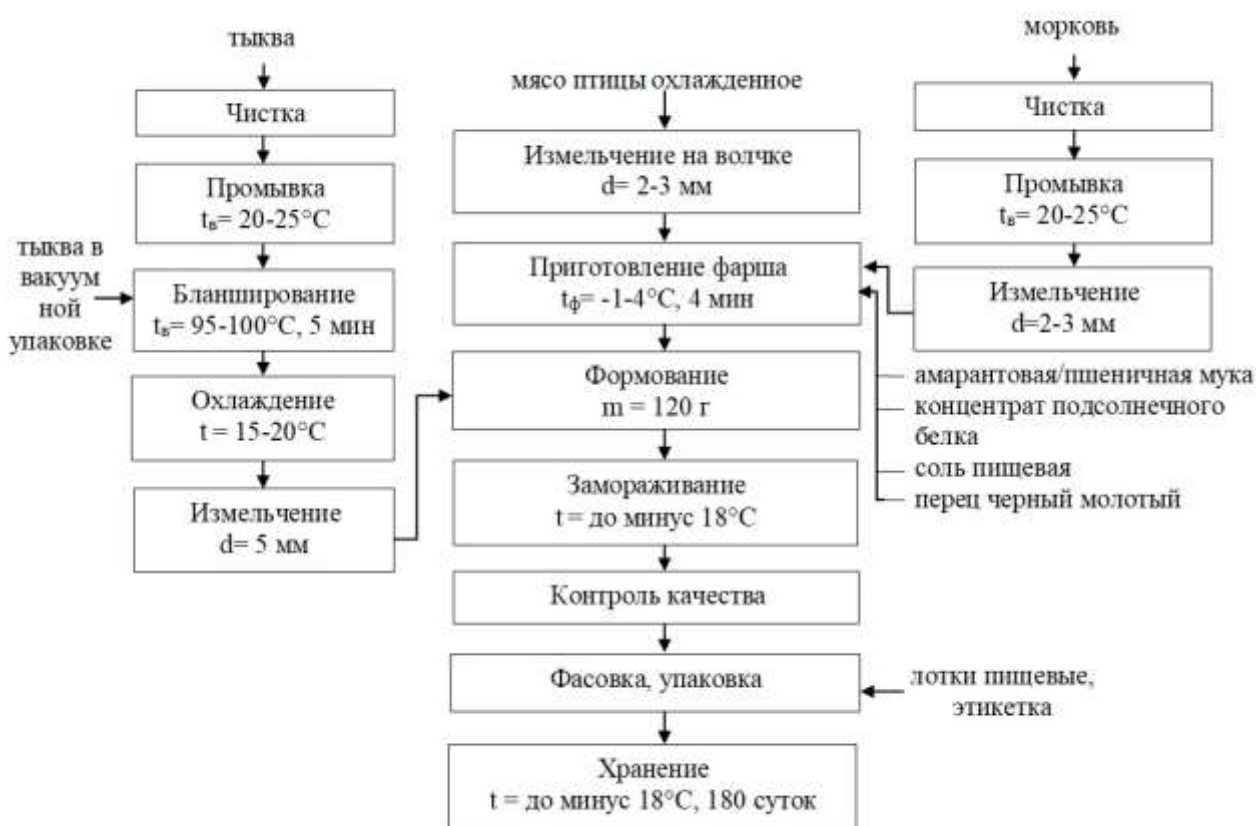 тыква
Чистка
Промывка
tв= 20-25°C
тыква в
вакуум
ной
упаковке
Бланширование
tв= 95-100°C, 5 мин
Охлаждение
t = 15-20°C
Измельчение
d= 5 мм
мясо птицы охлажденное
Измельчение на волчке
d= 2-3 мм
Приготовление фарша
tф= -1-4°C, 4 мин
Формование
m = 120 г
Замораживание
t = до минус 18°C
Контроль качества
Фасовка, упаковка
Хранение
t = до минус 18°C, 180 суток
морковь
Чистка
Промывка
tв= 20-25°C
Измельчение
d=2-3 мм
амарантовая/пшеничная мука
концентрат подсолнечного
белка
соль пищевая
перец черный молотый
лотки пищевые,
этикетка